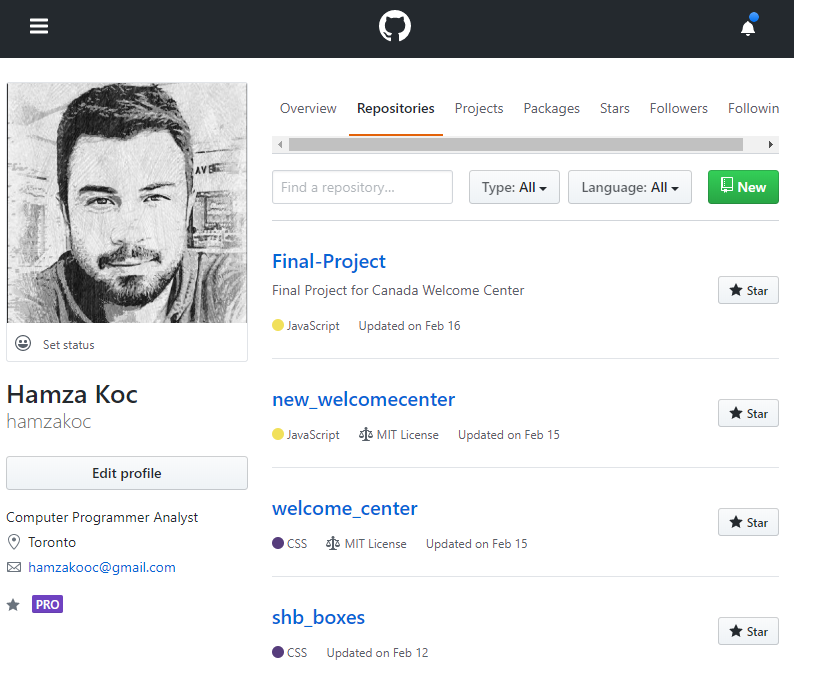 Overview Repositories Projects Packages Stars Followers Followin
Find a repository...
Type: All
Language: All
New
AVE
Set status
Hamza Koc
hamzakoc
Edit profile
Computer Programmer Analyst
Toronto
hamzakooc@gmail.com
PRO
Final-Project
Final Project for Canada Welcome Center
Star
JavaScript Updated on Feb 16
new_welcomecenter
Star
JavaScript MIT License Updated on Feb 15
welcome_center
Star
CSS MIT License Updated on Feb 15
shb_boxes
Star
CSS Updated on Feb 12